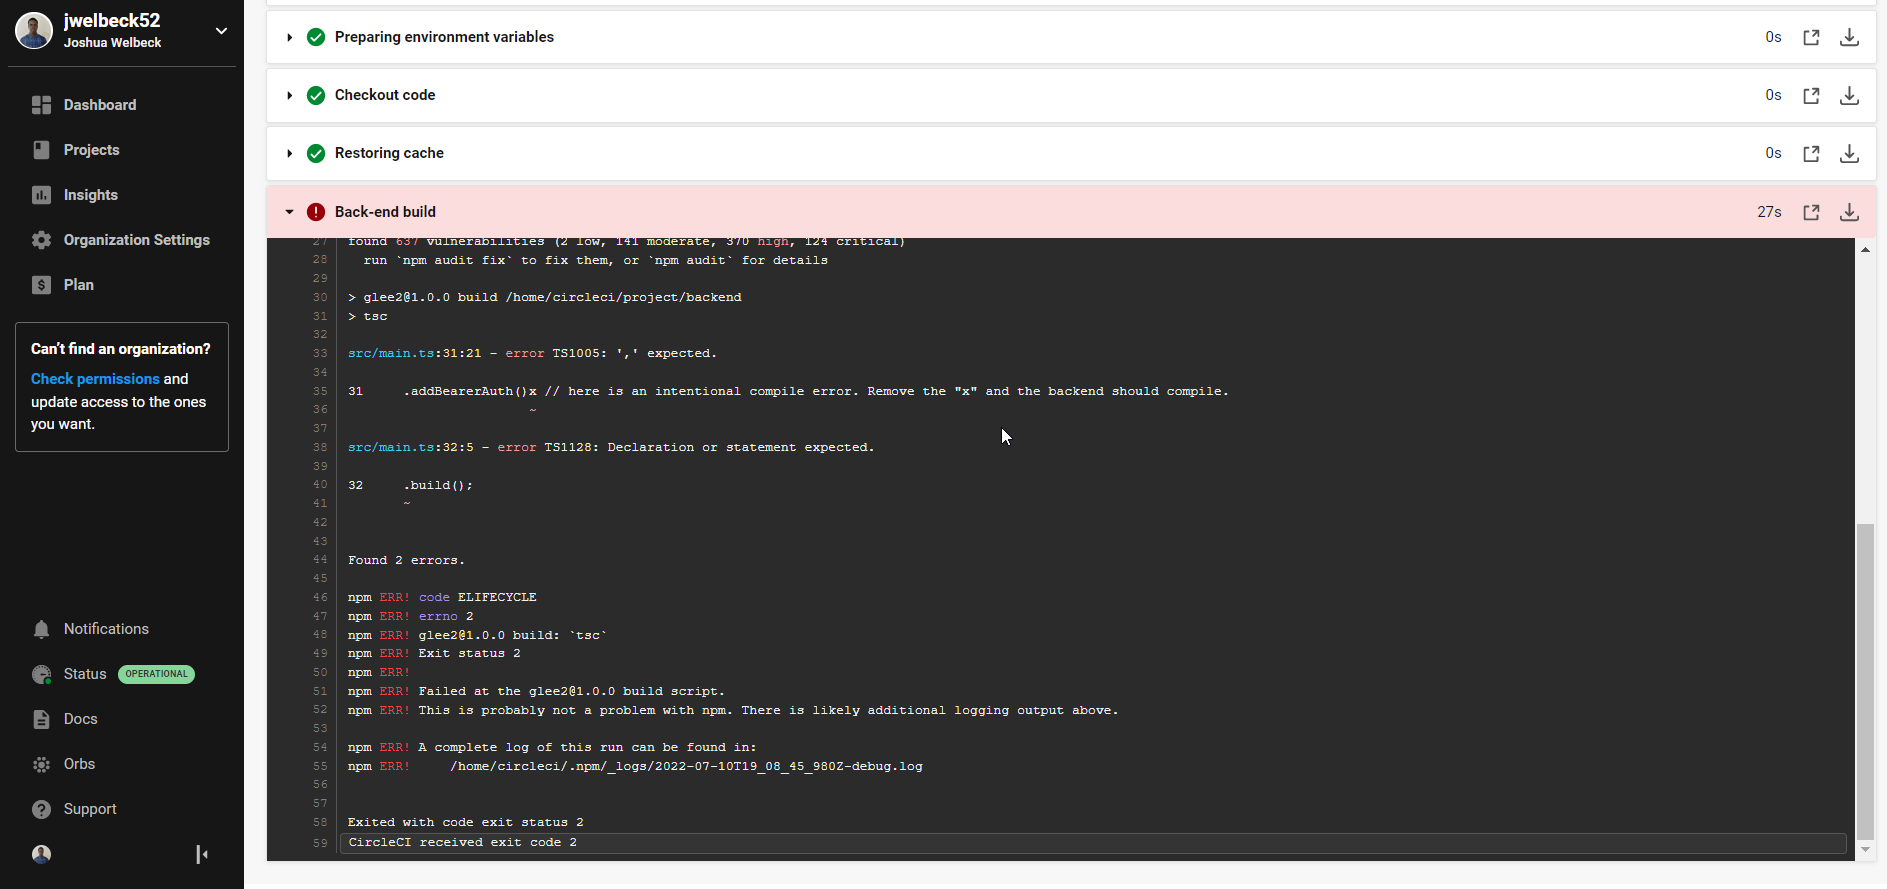 jwelbeck52
Joshua Welbeck
Dashboard
Projects
Insights
Organization Settings
Plan
Can't find an organization?
Check permissions and
update access to the ones
you want.
Notifications
Status OPERATIONAL
Docs
Orbs
Support
Preparing environment variables 0s
Checkout code 0s
Restoring cache 0s
Back-end build 27s
27 found 637 vulnerabilities (2 low, 141 moderate, 370 high, 124 critical)
28 run `npm audit fix` to fix them, or `npm audit` for details
29
30 > glee2@1.0.0 build /home/circleci/project/backend
31 > tsc
32
33 src/main.ts:31:21 - error TS1005: ',' expected.
34
35 31 .addBearerAuth()x // here is an intentional compile error. Remove the "x" and the backend should compile.
36 ~
37
38 src/main.ts:32:5 - error TS1128: Declaration or statement expected.
39
40 32 .build();
41 ~
42
43
44 Found 2 errors.
45
46 npm ERR! code ELIFECYCLE
47 npm ERR! errno 2
48 npm ERR! glee2@1.0.0 build: `tsc`
49 npm ERR! Exit status 2
50 npm ERR!
51 npm ERR! Failed at the glee2@1.0.0 build script.
52 npm ERR! This is probably not a problem with npm. There is likely additional logging output above.
53
54 npm ERR! A complete log of this run can be found in:
55 npm ERR! /home/circleci/.npm/_logs/2022-07-10T19_08_45_980Z-debug.log
56
57
58 Exited with code exit status 2
59 CircleCI received exit code 2